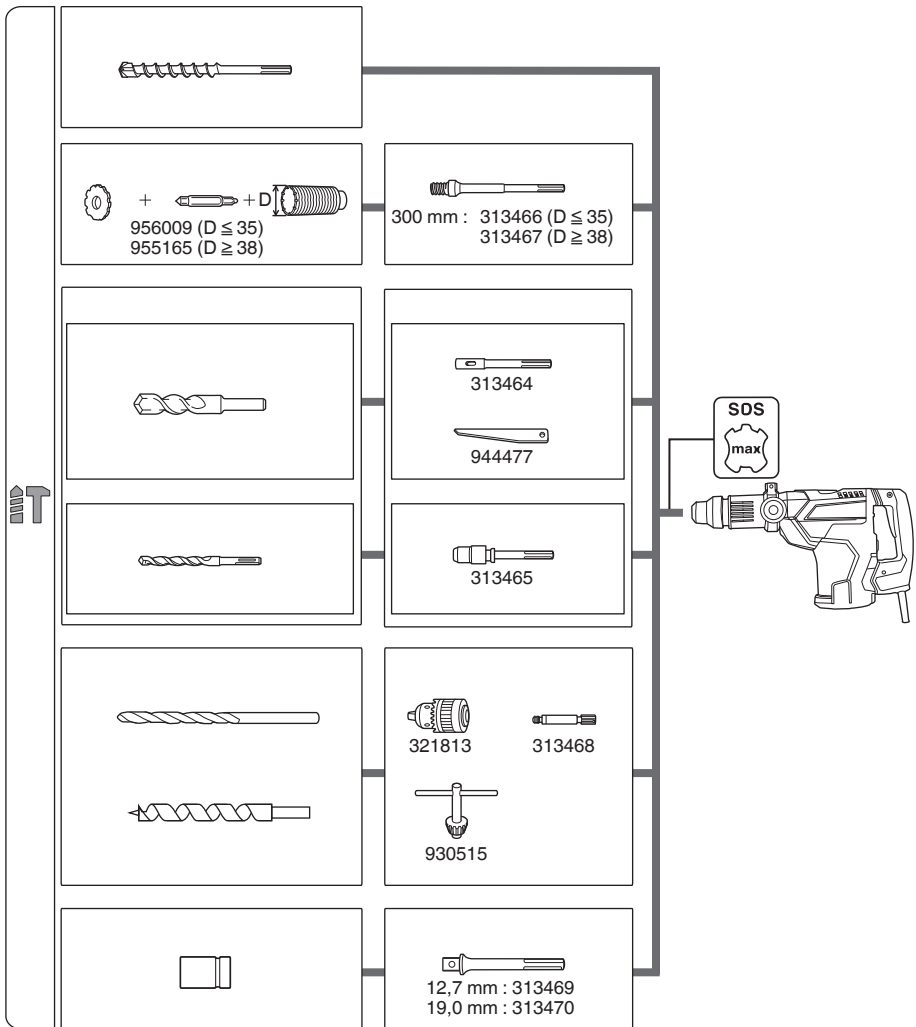 + + D
956009 (D ≦ 35)
955165 (D ≧ 38)
300 mm : 313466 (D ≦ 35)
313467 (D ≧ 38)
313464
944477
313465
SDS
max
321813
313468
930515
12,7 mm : 313469
19,0 mm : 313470